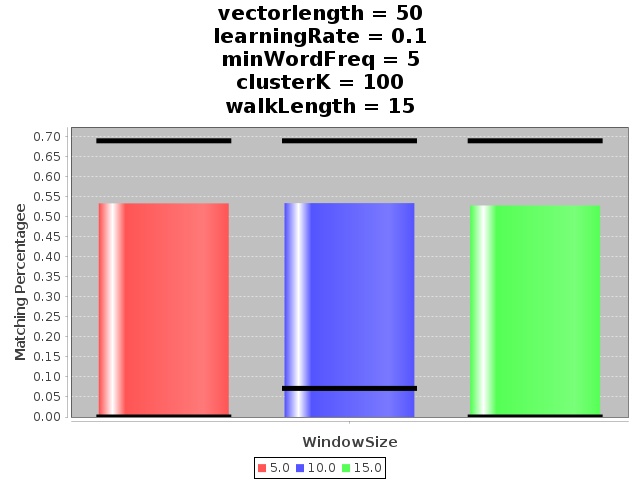 vectorlength = 50
learningRate = 0.1
minWordFreq = 5
clusterK = 100
walkLength = 15
0.70
0.65
0.60
0.55
0.50
0.45
0.40
0.35
0.30
0.25
0.20
0.15
0.10
0.05
0.00
Matching Percentagee
WindowSize
5.0 10.0 15.0